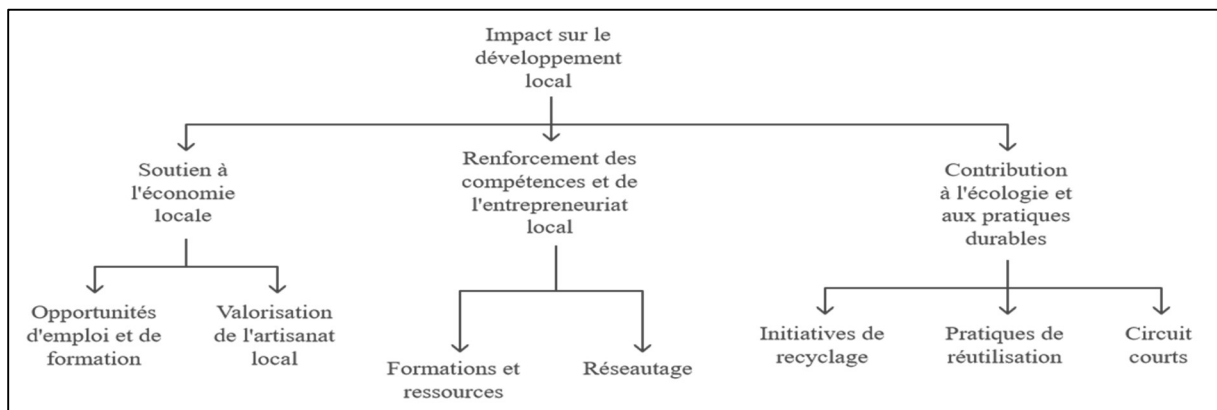 Impact sur le
développement
local
Soutien à
l'économie
locale
Renforcement des
compétences et de
l'entrepreneuriat
local
Contribution
à l'écologie et
aux pratiques
durables
Opportunités
d'emploi et de
formation
Valorisation
de l'artisanat
local
Formations et
ressources
Réseautage
Initiatives de
recyclage
Pratiques de
réutilisation
Circuit
courts